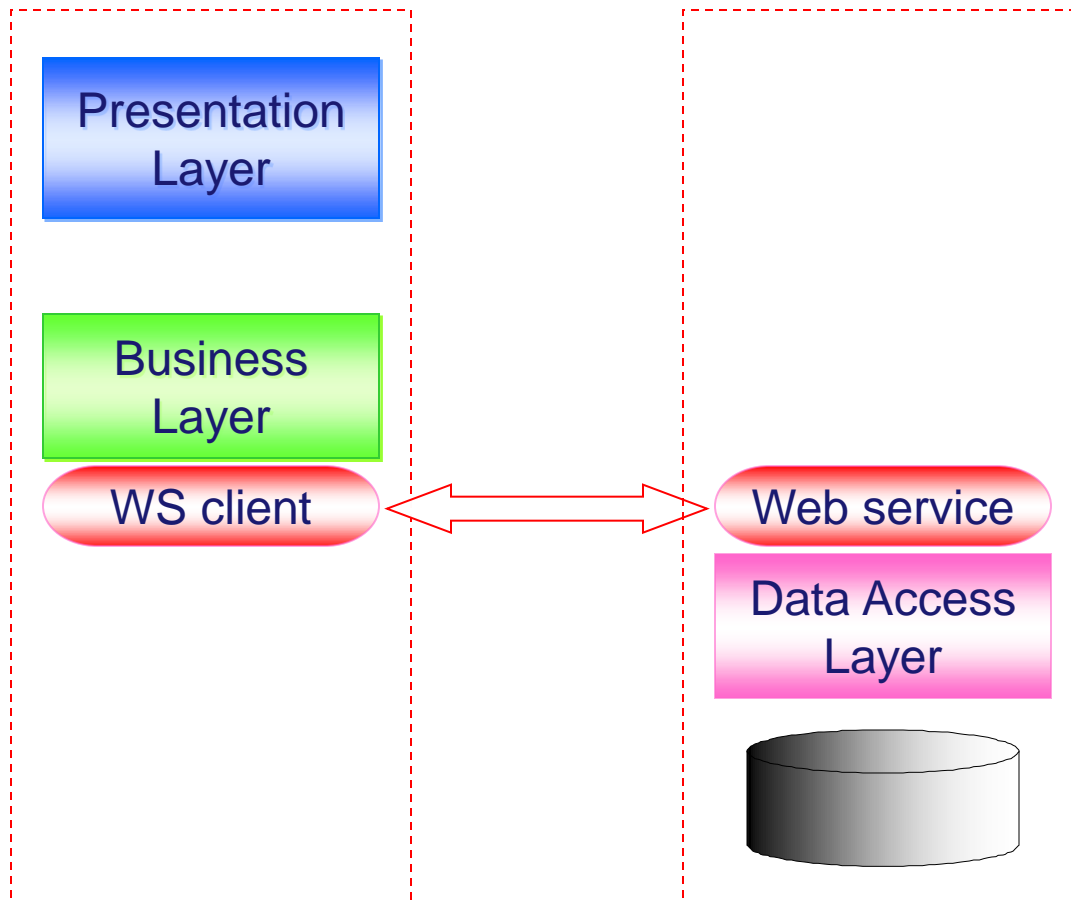 Presentation
Layer
Business
Layer
WS client
Web service
Data Access
Layer